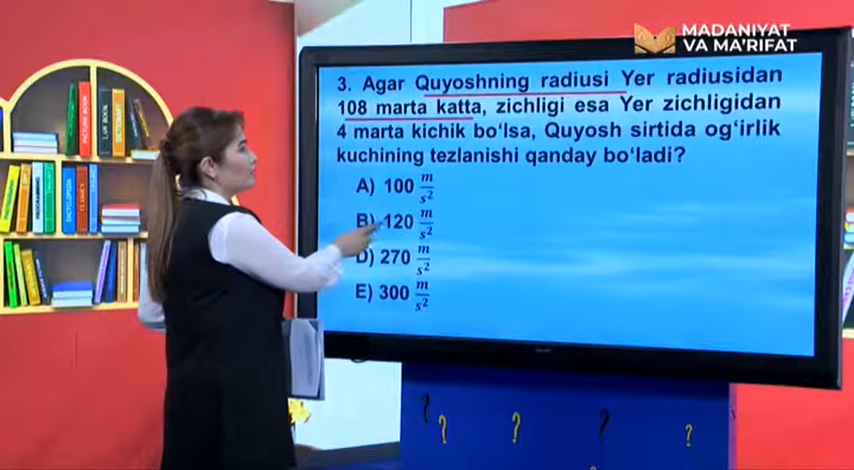 MADANIYAT
VA MA'RIFAT
3. Agar Quyoshning radiusi Yer radiusidan
108 marta katta, zichligi esa Yer zichligidan
4 marta kichik bo'lsa, Quyosh sirtida og'irlik
kuchining tezlanishi qanday bo'ladi?
A) 100 m/s²
B) 120 m/s²
D) 270 m/s²
E) 300 m/s²
? ? ? ? ?